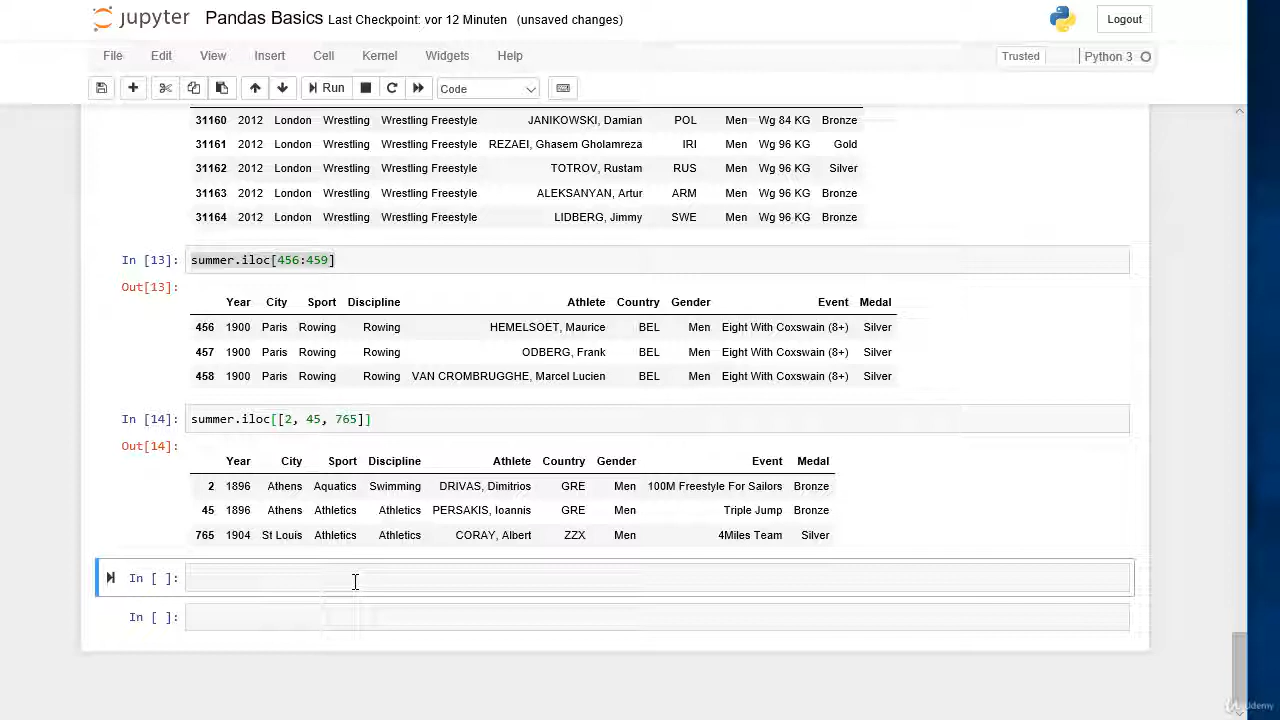 jupyter Pandas Basics Last Checkpoint: vor 12 Minuten (unsaved changes) Logout
File Edit View Insert Cell Kernel Widgets Help Trusted Python 3
Run Code
31160 2012 London Wrestling Wrestling Freestyle JANIKOWSKI, Damian POL Men Wg 84 KG Bronze
31161 2012 London Wrestling Wrestling Freestyle REZAEI, Ghasem Gholamreza IRI Men Wg 96 KG Gold
31162 2012 London Wrestling Wrestling Freestyle TOTROV, Rustam RUS Men Wg 96 KG Silver
31163 2012 London Wrestling Wrestling Freestyle ALEKSANYAN, Artur ARM Men Wg 96 KG Bronze
31164 2012 London Wrestling Wrestling Freestyle LIDBERG, Jimmy SWE Men Wg 96 KG Bronze
In [13]: summer.iloc[456:459]
Out[13]:
Year City Sport Discipline Athlete Country Gender Event Medal
456 1900 Paris Rowing Rowing HEMELSOET, Maurice BEL Men Eight With Coxswain (8+) Silver
457 1900 Paris Rowing Rowing ODBERG, Frank BEL Men Eight With Coxswain (8+) Silver
458 1900 Paris Rowing Rowing VAN CROMBRUGGHE, Marcel Lucien BEL Men Eight With Coxswain (8+) Silver
In [14]: summer.iloc[[2, 45, 765]]
Out[14]:
Year City Sport Discipline Athlete Country Gender Event Medal
2 1896 Athens Aquatics Swimming DRIVAS, Dimitrios GRE Men 100M Freestyle For Sailors Bronze
45 1896 Athens Athletics Athletics PERSAKIS, Ioannis GRE Men Triple Jump Bronze
765 1904 St Louis Athletics Athletics CORAY, Albert ZZX Men 4Miles Team Silver
In [ ]:
In [ ]:
Udemy